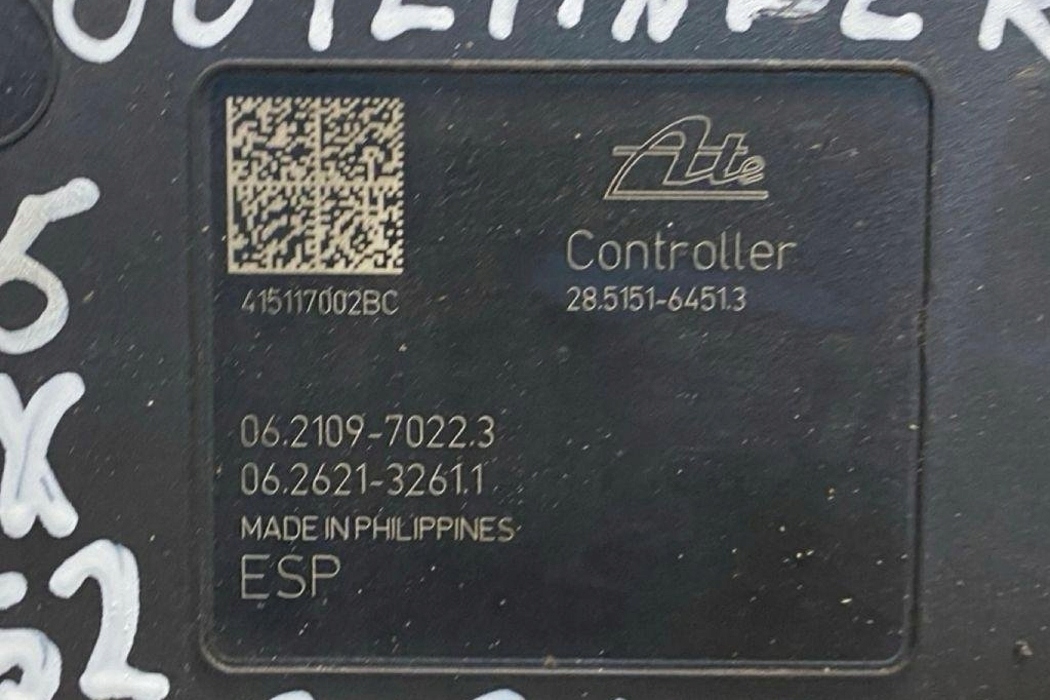 OUTLANDER
Ate
Controller
28.5151-6451.3
415117002BC
06.2109-7022.3
06.2621-3261.1
MADE IN PHILIPPINES
ESP